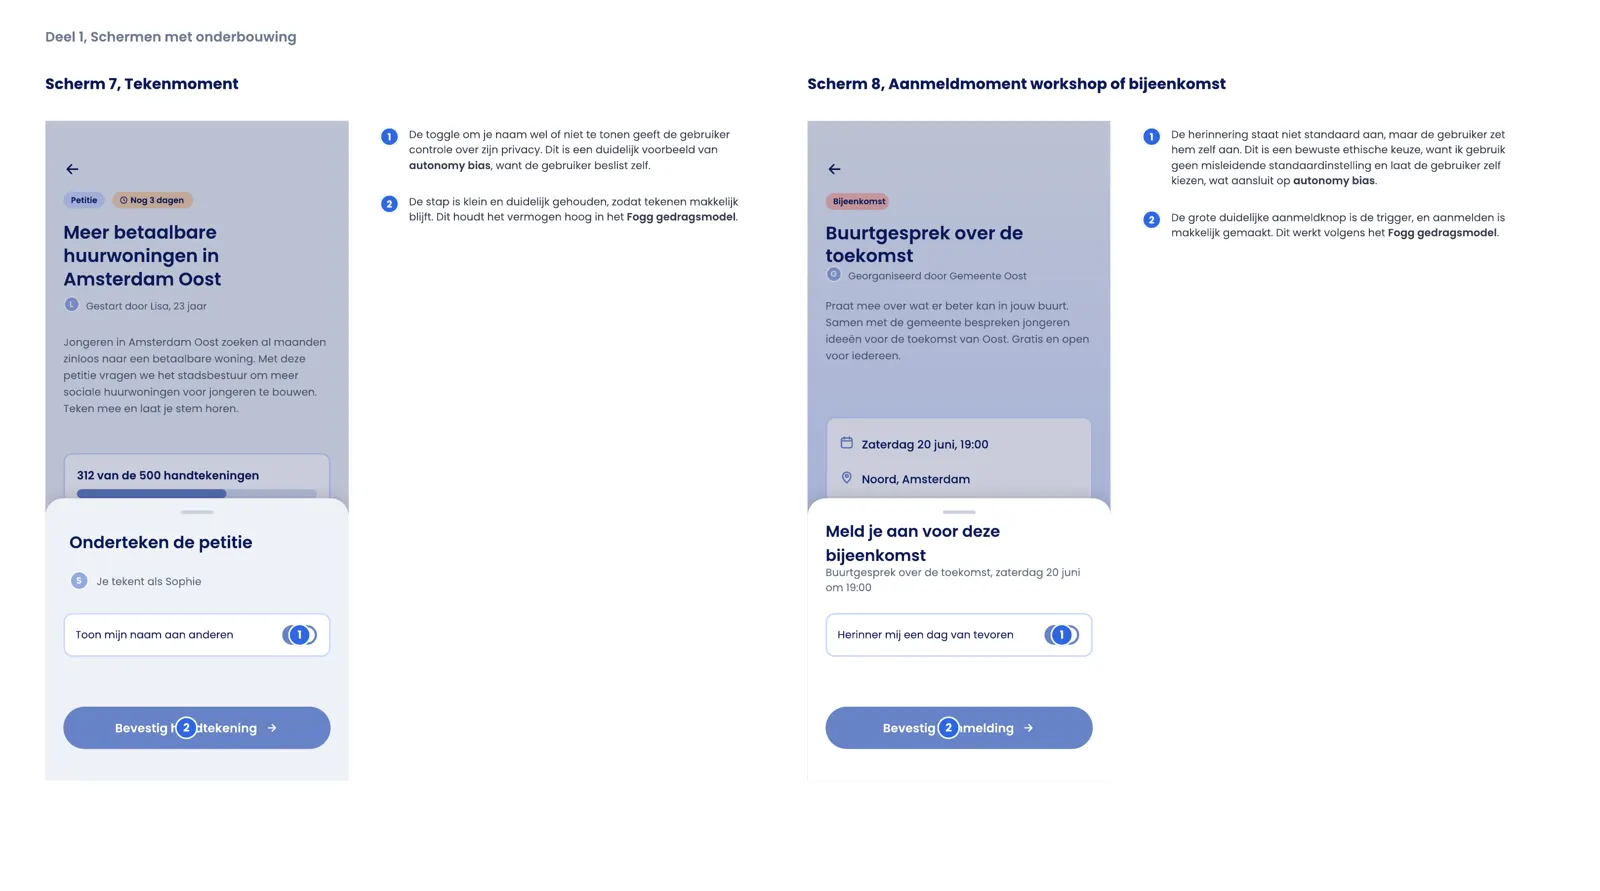 Deel 1, Schermen met onderbouwing
Scherm 7, Tekenmoment
Petitie
Nog 3 dagen
Meer betaalbare
huurwoningen in
Amsterdam Oost
L
Gestart door Lisa, 23 jaar
Jongeren in Amsterdam Oost zoeken al maanden
zinloos naar een betaalbare woning. Met deze
petitie vragen we het stadsbestuur om meer
sociale huurwoningen voor jongeren te bouwen.
Teken mee en laat je stem horen.
312 van de 500 handtekeningen
Onderteken de petitie
S
Je tekent als Sophie
Toon mijn naam aan anderen
1
Bevestig h 2 dtekening
1
De toggle om je naam wel of niet te tonen geeft de gebruiker
controle over zijn privacy. Dit is een duidelijk voorbeeld van
autonomy bias, want de gebruiker beslist zelf.
2
De stap is klein en duidelijk gehouden, zodat tekenen makkelijk
blijft. Dit houdt het vermogen hoog in het Fogg gedragsmodel.
Scherm 8, Aanmeldmoment workshop of bijeenkomst
Bijeenkomst
Buurtgesprek over de
toekomst
G
Georganiseerd door Gemeente Oost
Praat mee over wat er beter kan in jouw buurt.
Samen met de gemeente bespreken jongeren
ideeën voor de toekomst van Oost. Gratis en open
voor iedereen.
Zaterdag 20 juni, 19:00
Noord, Amsterdam
Meld je aan voor deze
bijeenkomst
Buurtgesprek over de toekomst, zaterdag 20 juni
om 19:00
Herinner mij een dag van tevoren
1
Bevestig 2 nmelding
1
De herinnering staat niet standaard aan, maar de gebruiker zet
hem zelf aan. Dit is een bewuste ethische keuze, want ik gebruik
geen misleidende standaardinstelling en laat de gebruiker zelf
kiezen, wat aansluit op autonomy bias.
2
De grote duidelijke aanmeldknop is de trigger, en aanmelden is
makkelijk gemaakt. Dit werkt volgens het Fogg gedragsmodel.